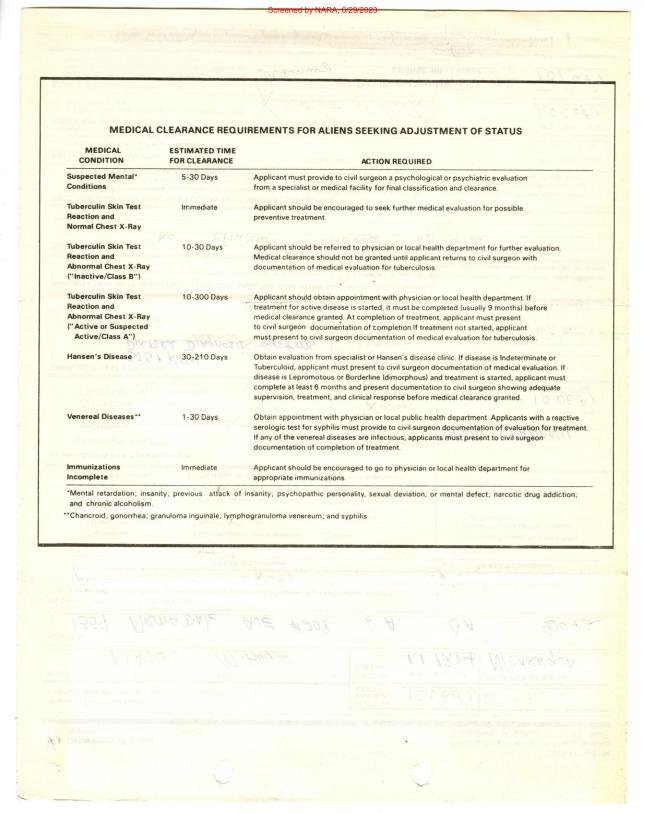 Screened by NARA, 6/29/2023
MEDICAL CLEARANCE REQUIREMENTS FOR ALIENS SEEKING ADJUSTMENT OF STATUS
MEDICAL CONDITION
ESTIMATED TIME FOR CLEARANCE
ACTION REQUIRED
Suspected Mental* Conditions
5-30 Days
Applicant must provide to civil surgeon a psychological or psychiatric evaluation
from a specialist or medical facility for final classification and clearance.
Tuberculin Skin Test
Reaction and
Normal Chest X-Ray
Immediate
Applicant should be encouraged to seek further medical evaluation for possible
preventive treatment.
Tuberculin Skin Test
Reaction and
Abnormal Chest X-Ray
("Inactive/Class B")
10-30 Days
Applicant should be referred to physician or local health department for further evaluation.
Medical clearance should not be granted until applicant returns to civil surgeon with
documentation of medical evaluation for tuberculosis.
Tuberculin Skin Test
Reaction and
Abnormal Chest X-Ray
("Active or Suspected
Active/Class A")
10-300 Days
Applicant should obtain appointment with physician or local health department. If
treatment for active disease is started, it must be completed (usually 9 months) before
medical clearance granted. At completion of treatment, applicant must present
to civil surgeon documentation of completion. If treatment not started, applicant
must present to civil surgeon documentation of medical evaluation for tuberculosis.
Hansen's Disease
30-210 Days
Obtain evaluation from specialist or Hansen's disease clinic. If disease is Indeterminate or
Tuberculoid, applicant must present to civil surgeon documentation of medical evaluation. If
disease is Lepromotous or Borderline (dimorphous) and treatment is started, applicant must
complete at least 6 months and present documentation to civil surgeon showing adequate
supervision, treatment, and clinical response before medical clearance granted.
Venereal Diseases**
1-30 Days
Obtain appointment with physician or local public health department. Applicants with a reactive
serologic test for syphilis must provide to civil surgeon documentation of evaluation for treatment.
If any of the venereal diseases are infectious, applicants must present to civil surgeon
documentation of completion of treatment.
Immunizations
Incomplete
Immediate
Applicant should be encouraged to go to physician or local health department for
appropriate immunizations.
*Mental retardation; insanity; previous attack of insanity; psychopathic personality, sexual deviation, or mental defect; narcotic drug addiction;
and chronic alcoholism.
**Chancroid; gonorrhea; granuloma inguinale; lymphogranuloma venereum; and syphilis.